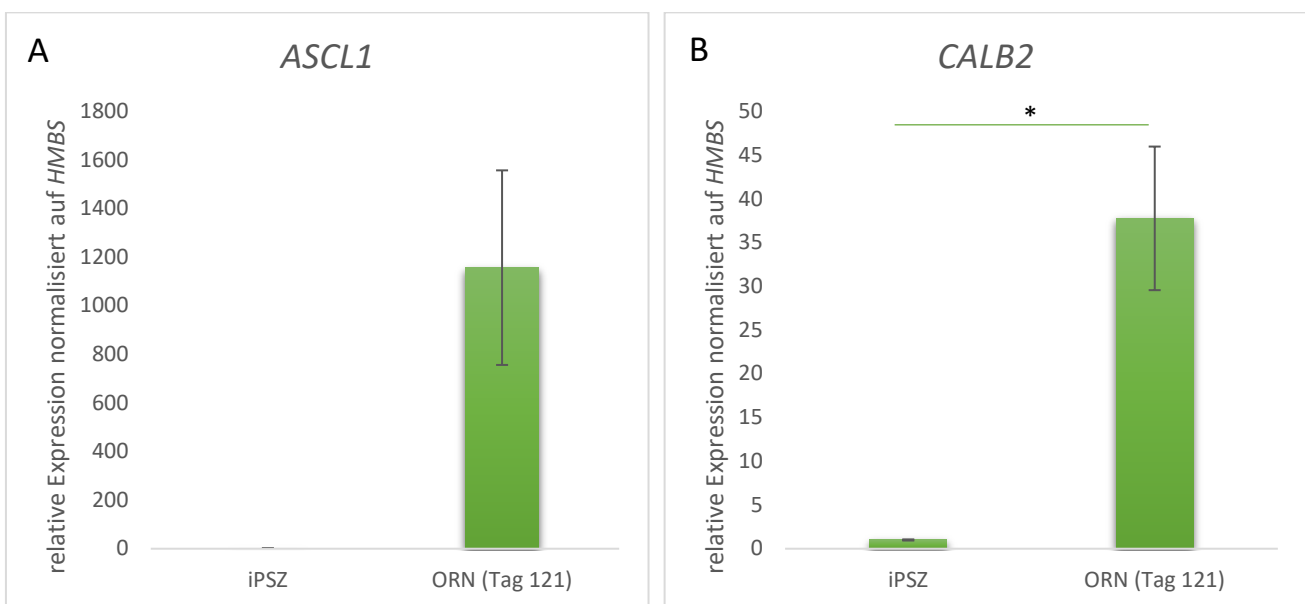 A
ASCL1
relative Expression normalisiert auf HMBS
1800
1600
1400
1200
1000
800
600
400
200
0
iPSZ
ORN (Tag 121)
B
CALB2
relative Expression normalisiert auf HMBS
50
45
40
35
30
25
20
15
10
5
0
*
iPSZ
ORN (Tag 121)